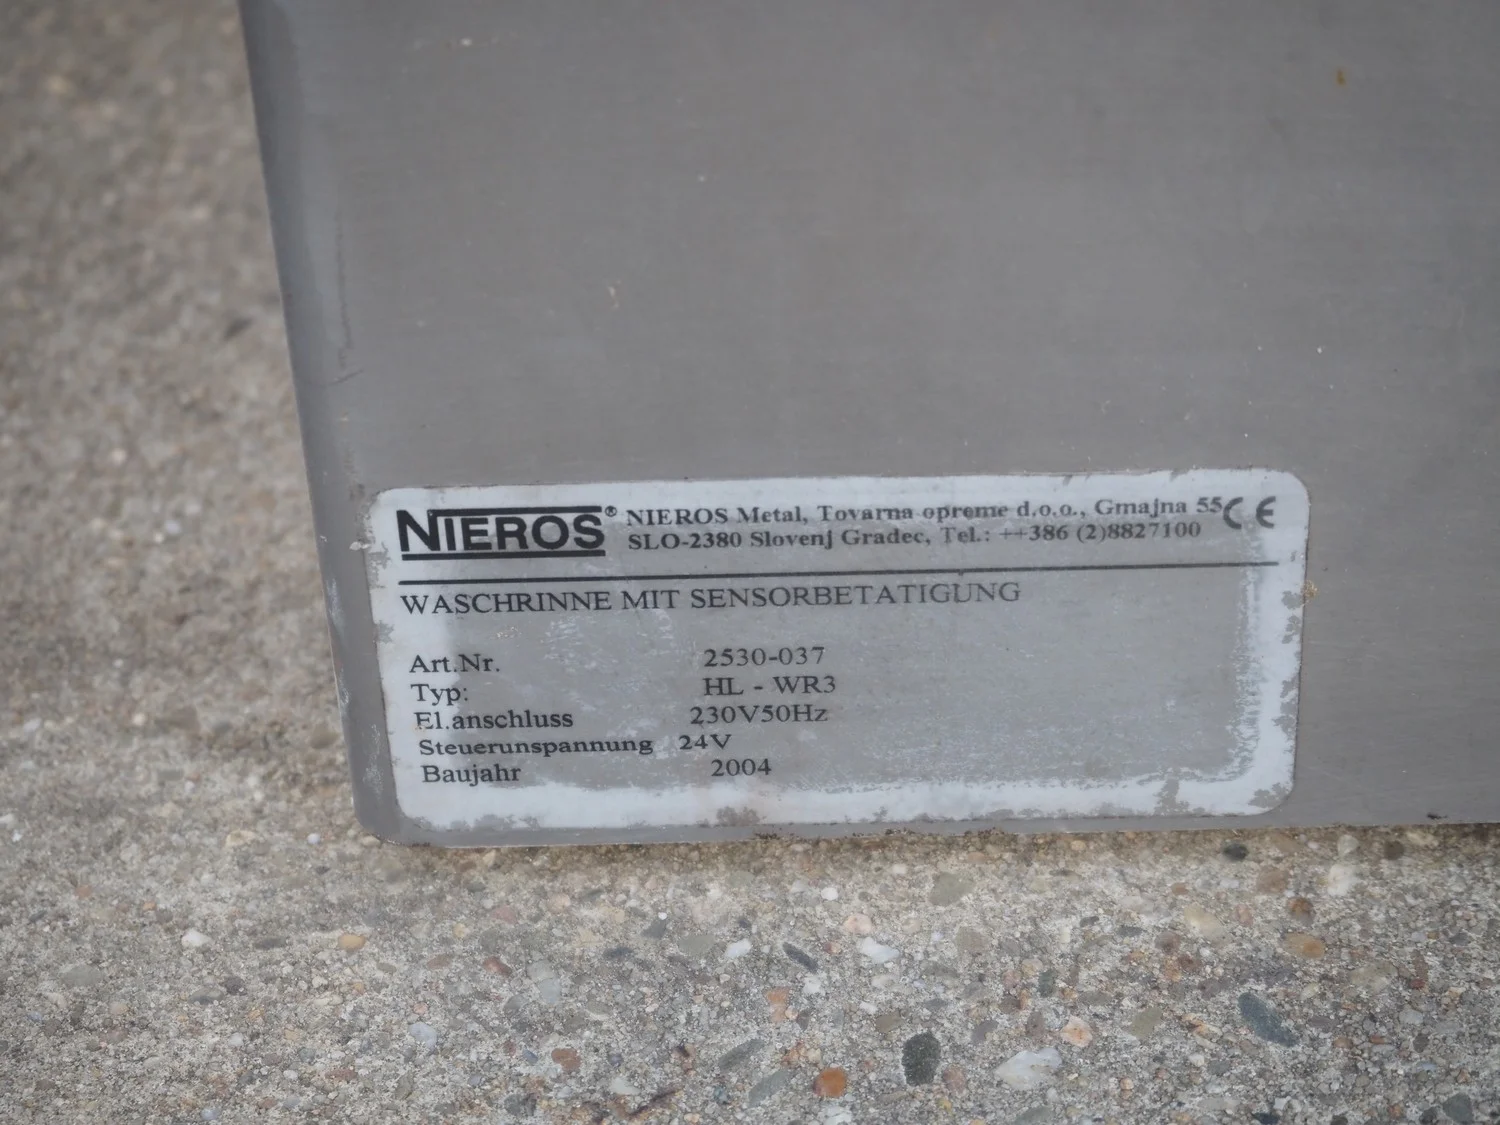 NIEROS® NIEROS Metal, Tovarna opreme d.o.o., Gmajna 55 CE
SLO-2380 Slovenj Gradec, Tel.: ++386 (2)8827100
WASCHRINNE MIT SENSORBETATIGUNG
Art.Nr. 2530-037
Typ: HL - WR3
El.anschluss 230V50Hz
Steuerunspannung 24V
Baujahr 2004